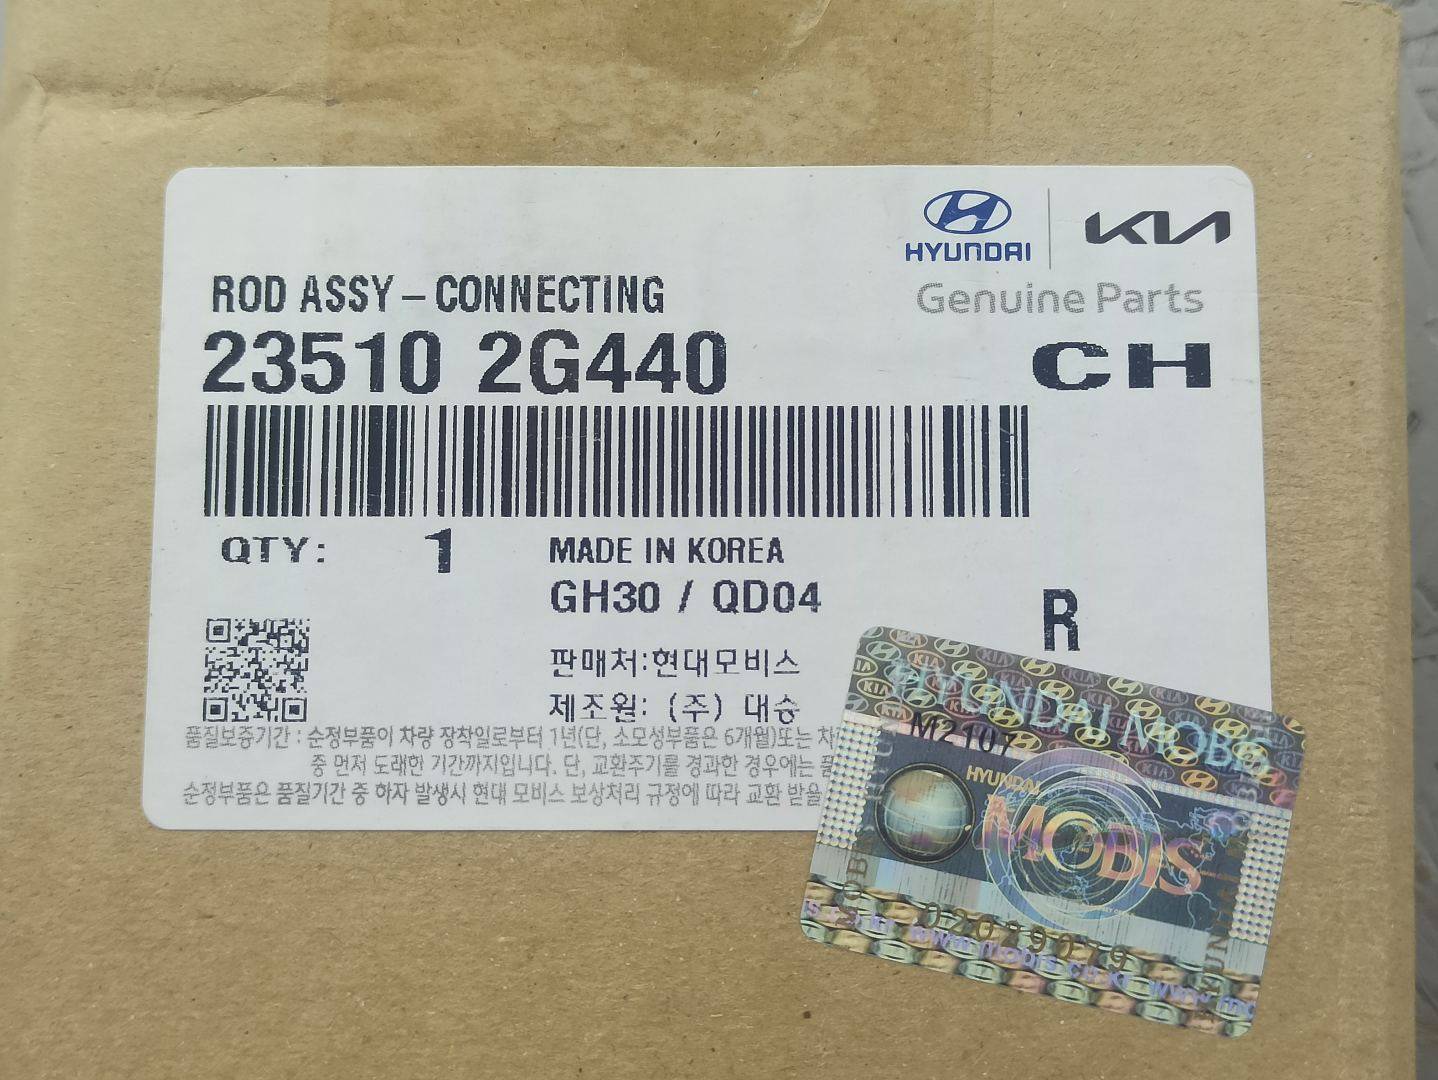 HYUNDAI
KIA
Genuine Parts
ROD ASSY – CONNECTING
23510 2G440
CH
QTY: 1
MADE IN KOREA
GH30 / QD04
R
판매처:현대모비스
제조원: (주) 대승
품질보증기간 : 순정부품이 차량 장착일로부터 1년(단, 소모성부품은 6개월)또는
중 먼저 도래한 기간까지입니다. 단, 교환주기를 경과한 경우에는
순정부품은 품질기간 중 하자 발생시 현대 모비스 보상처리 규정에 따라 교환 받을
HYUNDAI MOBIS
M2107
HYUNDAI
MOBIS
02029079